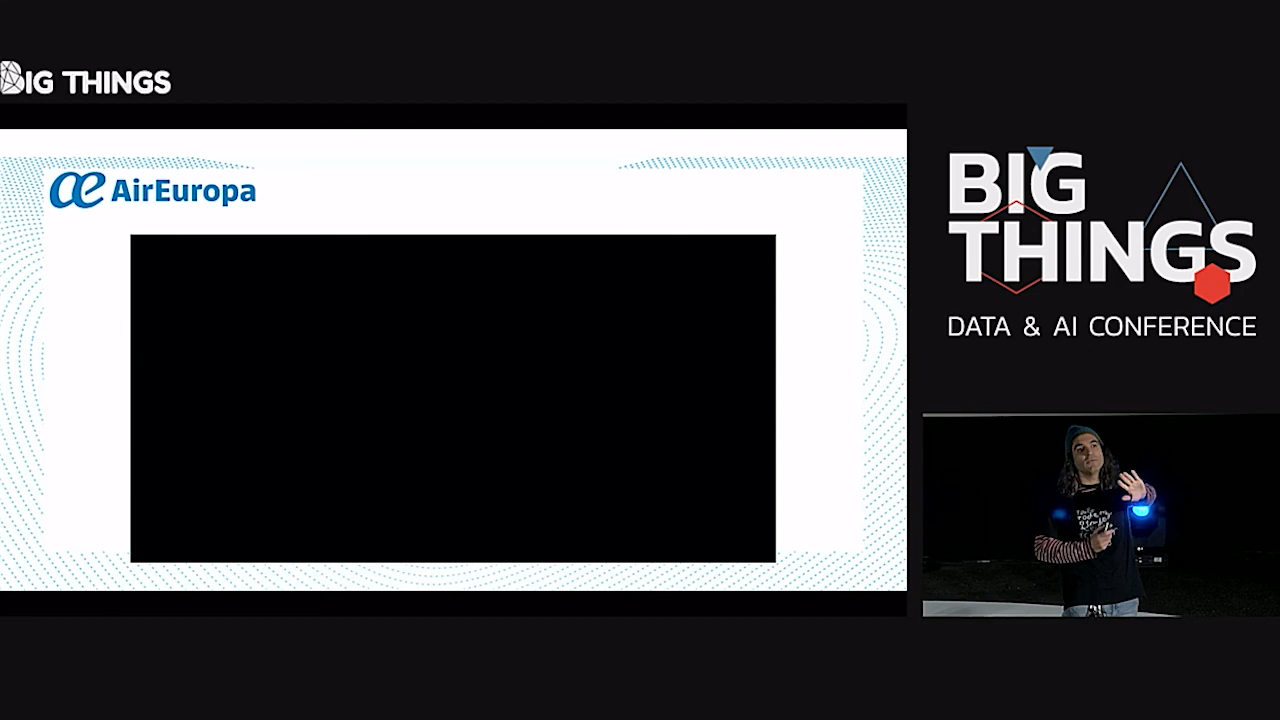 BIG THINGS
AirEuropa
BIG
THINGS
DATA & AI CONFERENCE